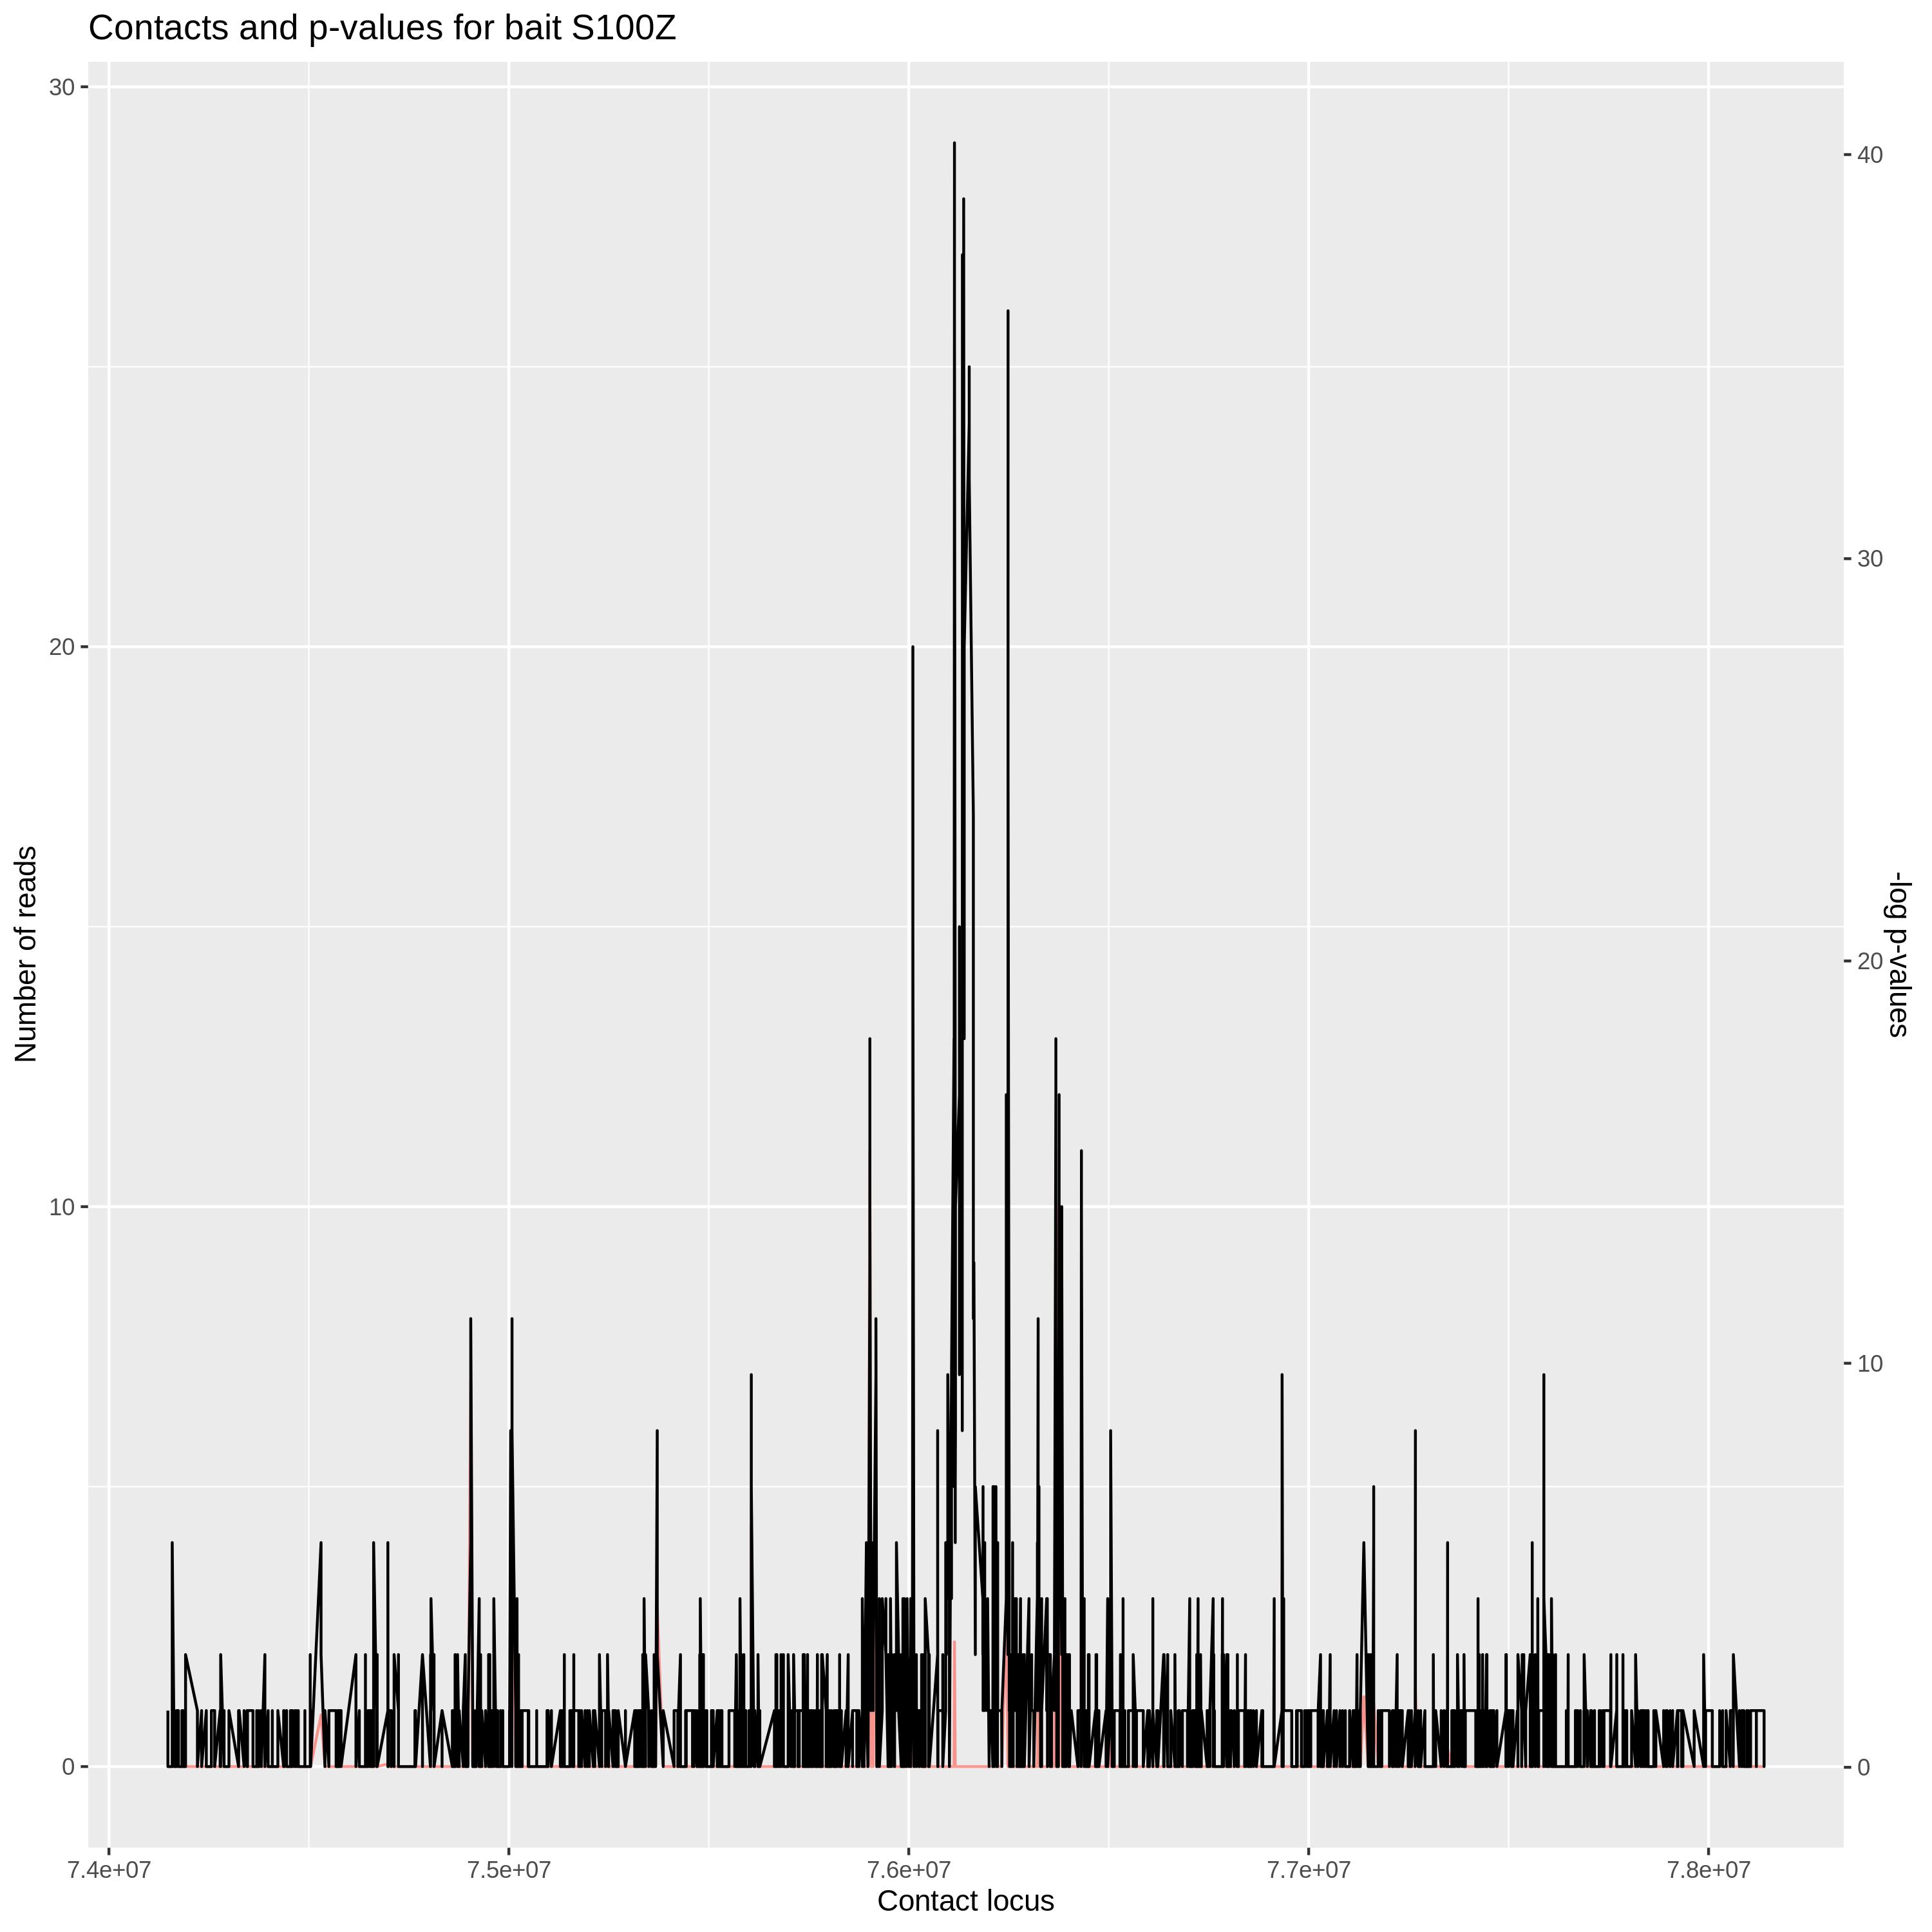 Contacts and p-values for bait S100Z
30
20
10
0
Number of reads
40
30
20
10
0
-log p-values
7.4e+07
7.5e+07
7.6e+07
7.7e+07
7.8e+07
Contact locus